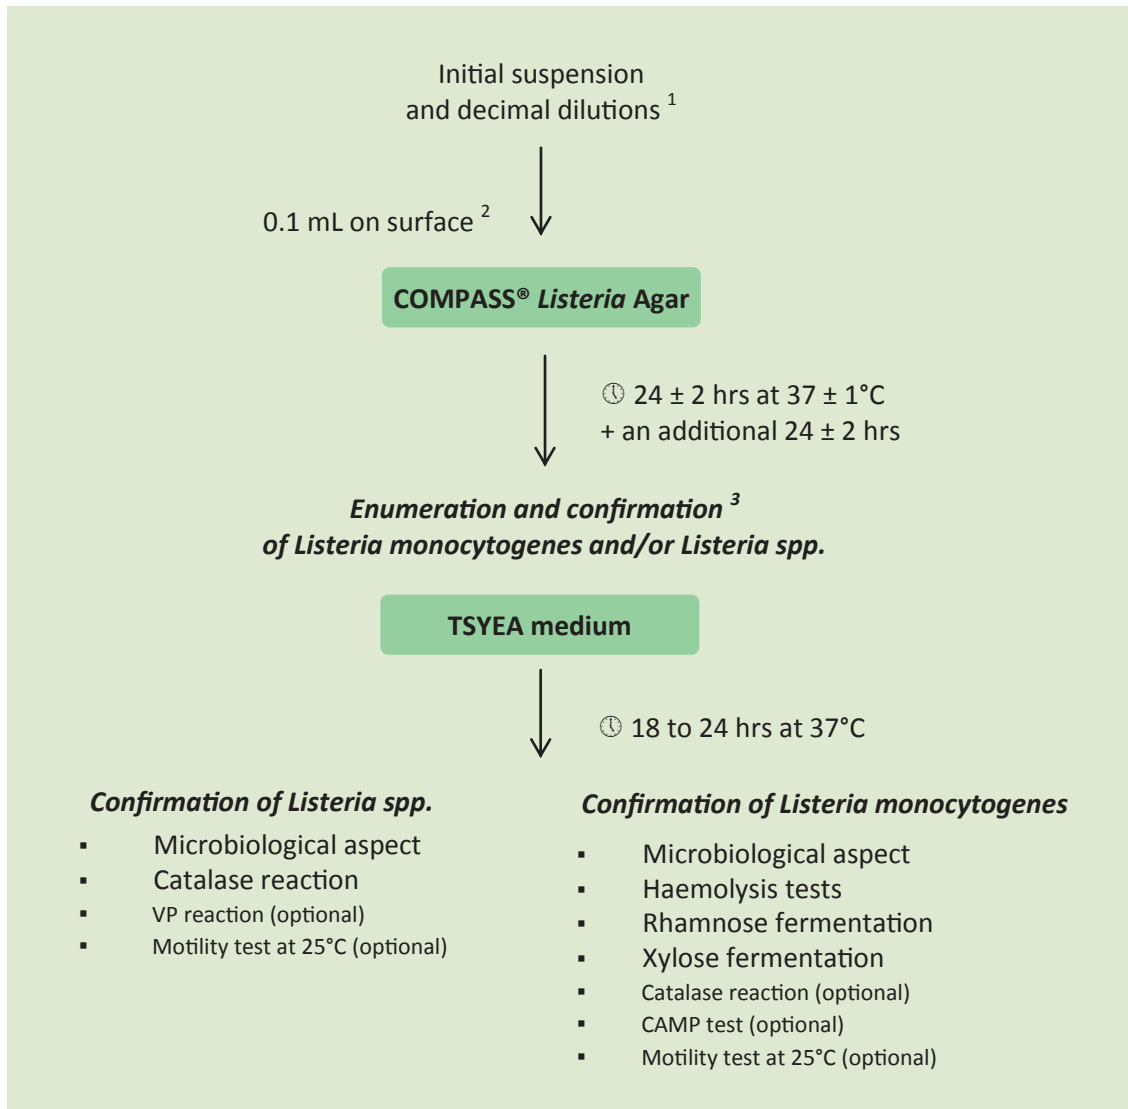 Initial suspension
and decimal dilutions 1
0.1 mL on surface 2
COMPASS® Listeria Agar
🕔 24 ± 2 hrs at 37 ± 1°C
+ an additional 24 ± 2 hrs
Enumeration and confirmation 3
of Listeria monocytogenes and/or Listeria spp.
TSYEA medium
🕔 18 to 24 hrs at 37°C
Confirmation of Listeria spp.
▪ Microbiological aspect
▪ Catalase reaction
▪ VP reaction (optional)
▪ Motility test at 25°C (optional)
Confirmation of Listeria monocytogenes
▪ Microbiological aspect
▪ Haemolysis tests
▪ Rhamnose fermentation
▪ Xylose fermentation
▪ Catalase reaction (optional)
▪ CAMP test (optional)
▪ Motility test at 25°C (optional)